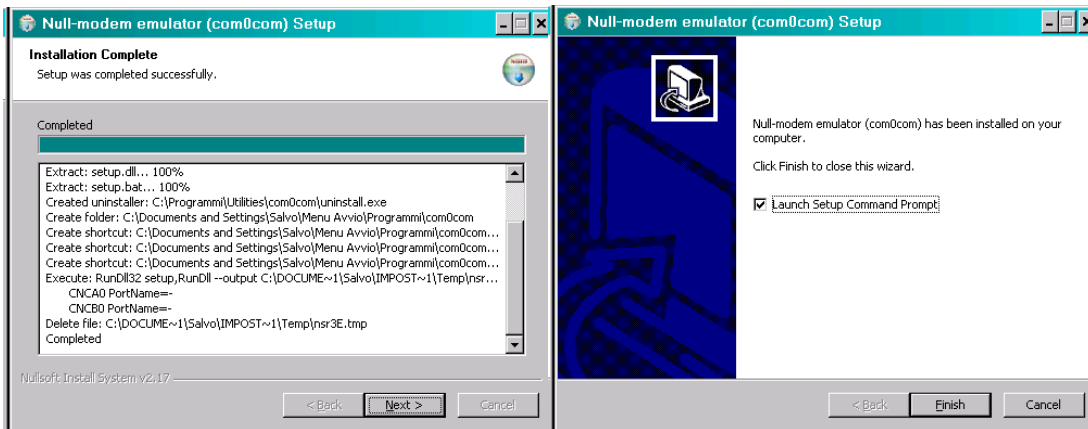 Null-modem emulator (com0com) Setup
Installation Complete
Setup was completed successfully.
Completed
Extract: setup.dll... 100%
Extract: setup.bat... 100%
Created uninstaller: C:\Programmi\Utilities\com0com\uninstall.exe
Create folder: C:\Documents and Settings\Salvo\Menu Avvio\Programmi\com0com
Create shortcut: C:\Documents and Settings\Salvo\Menu Avvio\Programmi\com0com...
Create shortcut: C:\Documents and Settings\Salvo\Menu Avvio\Programmi\com0com...
Create shortcut: C:\Documents and Settings\Salvo\Menu Avvio\Programmi\com0com...
Execute: RunDll32 setup,RunDll --output C:\DOCUME~1\Salvo\IMPOST~1\Temp\nsr...
CNCA0 PortName=-
CNCB0 PortName=-
Delete file: C:\DOCUME~1\Salvo\IMPOST~1\Temp\nsr3E.tmp
Completed
Nullsoft Install System v2.17
< Back
Next >
Cancel
Null-modem emulator (com0com) Setup
Null-modem emulator (com0com) has been installed on your
computer.
Click Finish to close this wizard.
Launch Setup Command Prompt
< Back
Finish
Cancel